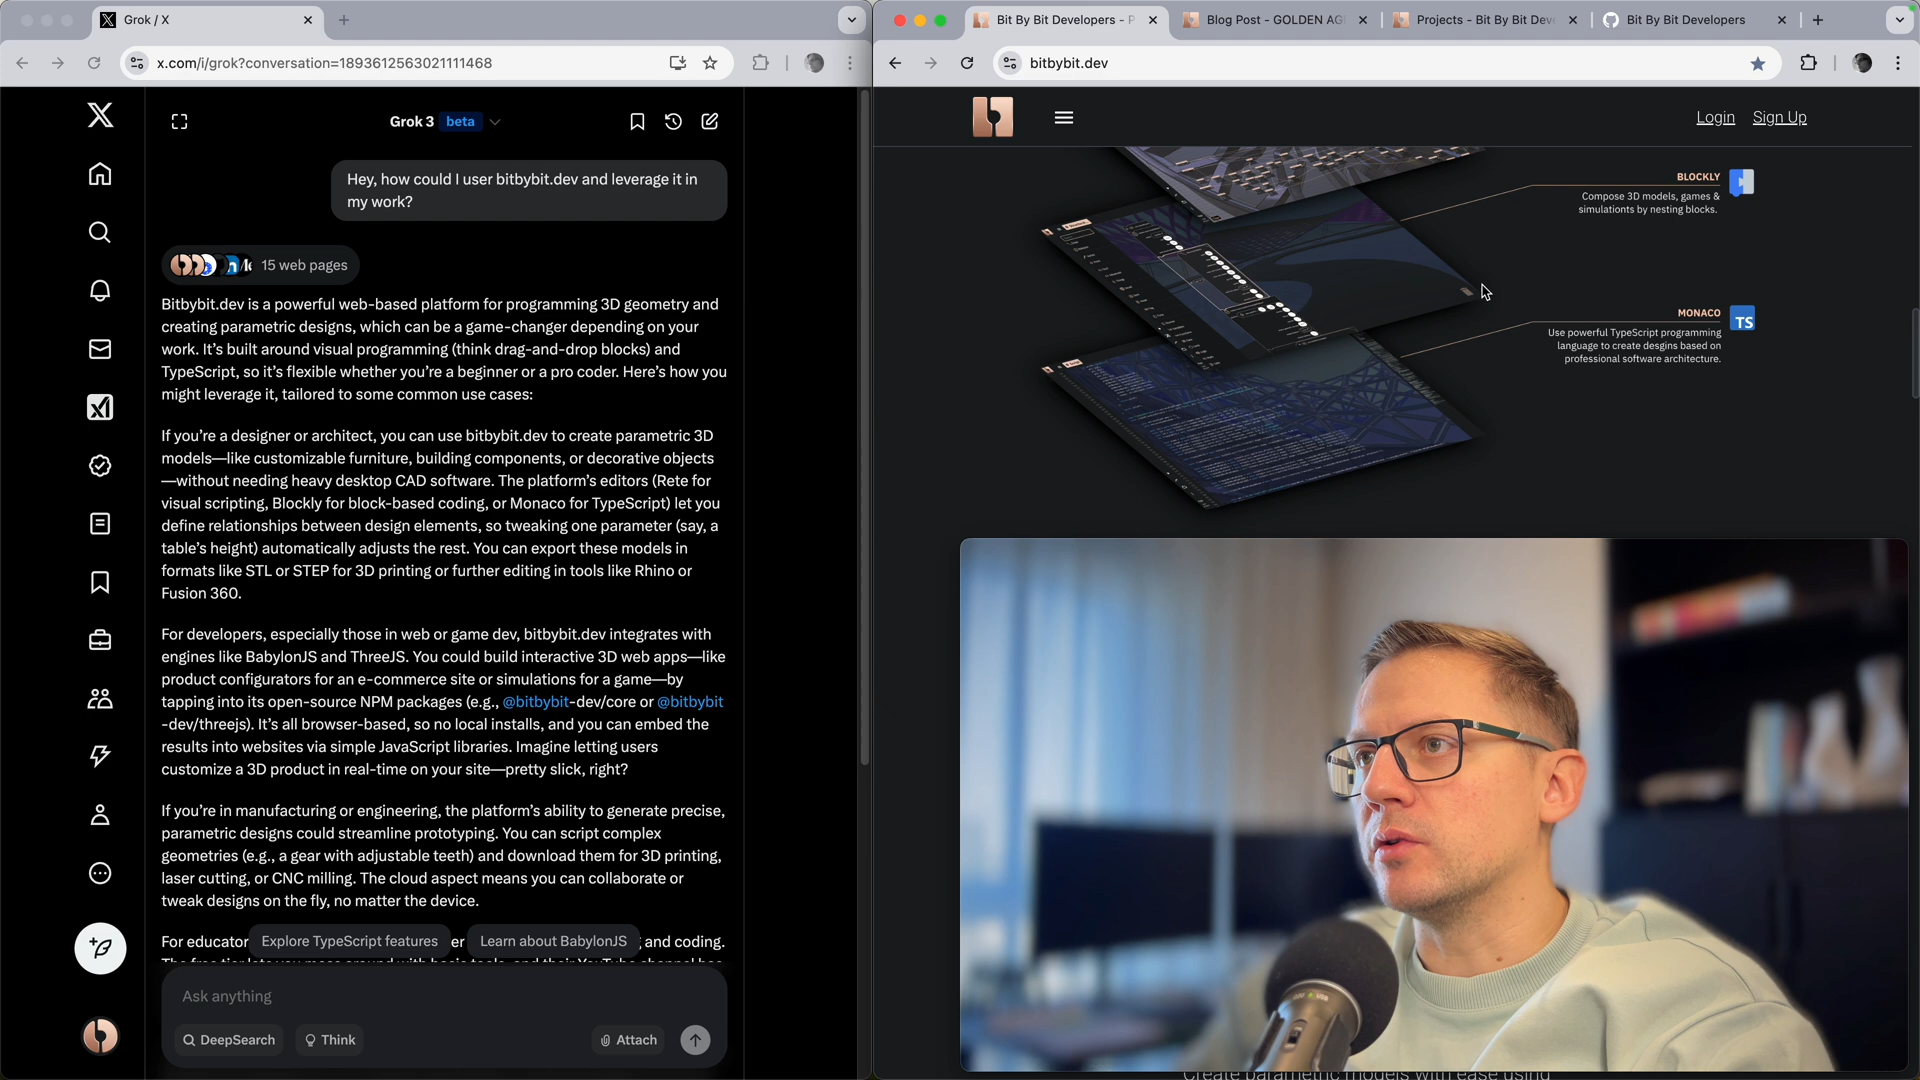 Grok / X
x.com/i/grok?conversation=1893612563021111468
Grok 3 beta
Hey, how could I user bitbybit.dev and leverage it in
my work?
15 web pages
Bitbybit.dev is a powerful web-based platform for programming 3D geometry and
creating parametric designs, which can be a game-changer depending on your
work. It's built around visual programming (think drag-and-drop blocks) and
TypeScript, so it's flexible whether you're a beginner or a pro coder. Here's how you
might leverage it, tailored to some common use cases:
If you're a designer or architect, you can use bitbybit.dev to create parametric 3D
models—like customizable furniture, building components, or decorative objects
—without needing heavy desktop CAD software. The platform's editors (Rete for
visual scripting, Blockly for block-based coding, or Monaco for TypeScript) let you
define relationships between design elements, so tweaking one parameter (say, a
table's height) automatically adjusts the rest. You can export these models in
formats like STL or STEP for 3D printing or further editing in tools like Rhino or
Fusion 360.
For developers, especially those in web or game dev, bitbybit.dev integrates with
engines like BabylonJS and ThreeJS. You could build interactive 3D web apps—like
product configurators for an e-commerce site or simulations for a game—by
tapping into its open-source NPM packages (e.g., @bitbybit-dev/core or @bitbybit
-dev/threejs). It's all browser-based, so no local installs, and you can embed the
results into websites via simple JavaScript libraries. Imagine letting users
customize a 3D product in real-time on your site—pretty slick, right?
If you're in manufacturing or engineering, the platform's ability to generate precise,
parametric designs could streamline prototyping. You can script complex
geometries (e.g., a gear with adjustable teeth) and download them for 3D printing,
laser cutting, or CNC milling. The cloud aspect means you can collaborate or
tweak designs on the fly, no matter the device.
For educator
Explore TypeScript features
er
Learn about BabylonJS
and coding.
Ask anything
DeepSearch
Think
Attach
Bit By Bit Developers - P
Blog Post - GOLDEN AG
Projects - Bit By Bit Deve
Bit By Bit Developers
bitbybit.dev
Login
Sign Up
BLOCKLY
Compose 3D models, games &
simulationts by nesting blocks.
MONACO
TS
Use powerful TypeScript programming
language to create desgins based on
professional software architecture.
Create parametric models with ease using